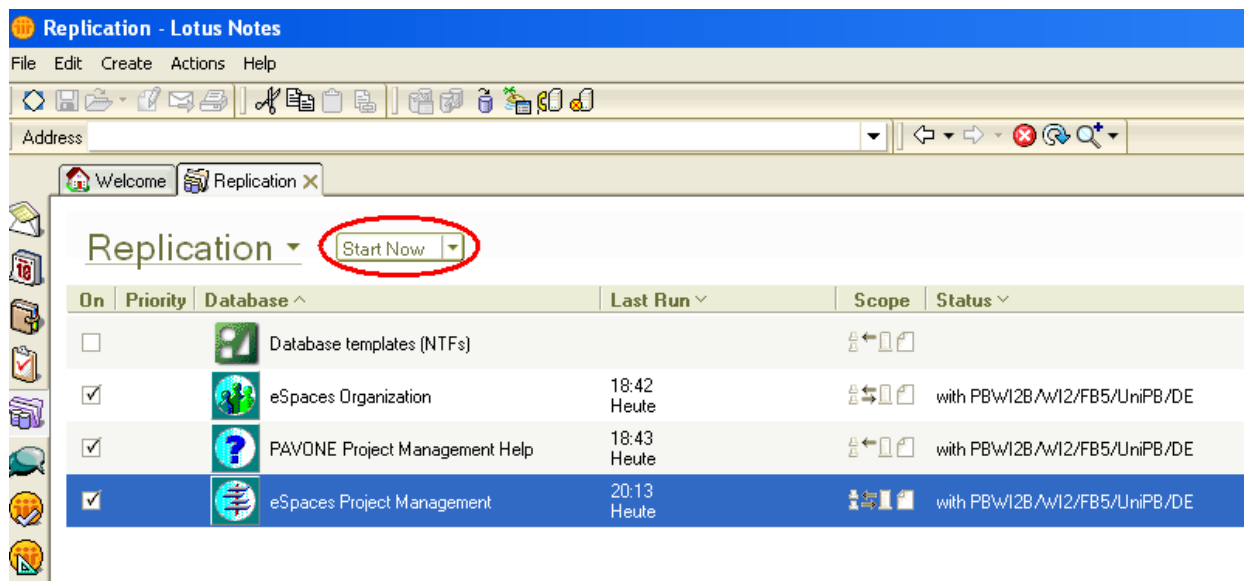 Replication - Lotus Notes
File Edit Create Actions Help
Address
Welcome Replication
18
Replication Start Now
On Priority Database Last Run Scope Status
Database templates (NTFs)
eSpaces Organization 18:42 Heute with PBWI2B/WI2/FB5/UniPB/DE
PAVONE Project Management Help 18:43 Heute with PBWI2B/WI2/FB5/UniPB/DE
eSpaces Project Management 20:13 Heute with PBWI2B/WI2/FB5/UniPB/DE